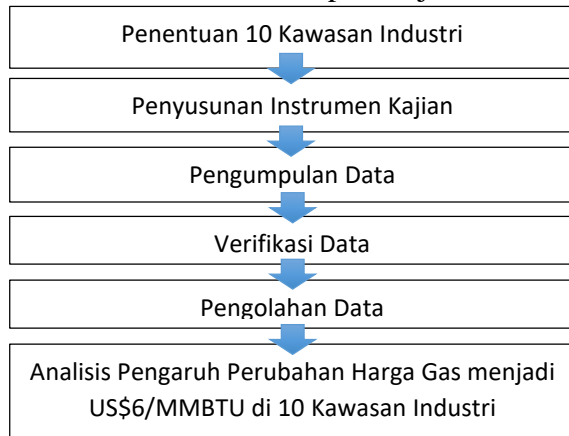 Penentuan 10 Kawasan Industri
Penyusunan Instrumen Kajian
Pengumpulan Data
Verifikasi Data
Pengolahan Data
Analisis Pengaruh Perubahan Harga Gas menjadi
US$6/MMBTU di 10 Kawasan Industri